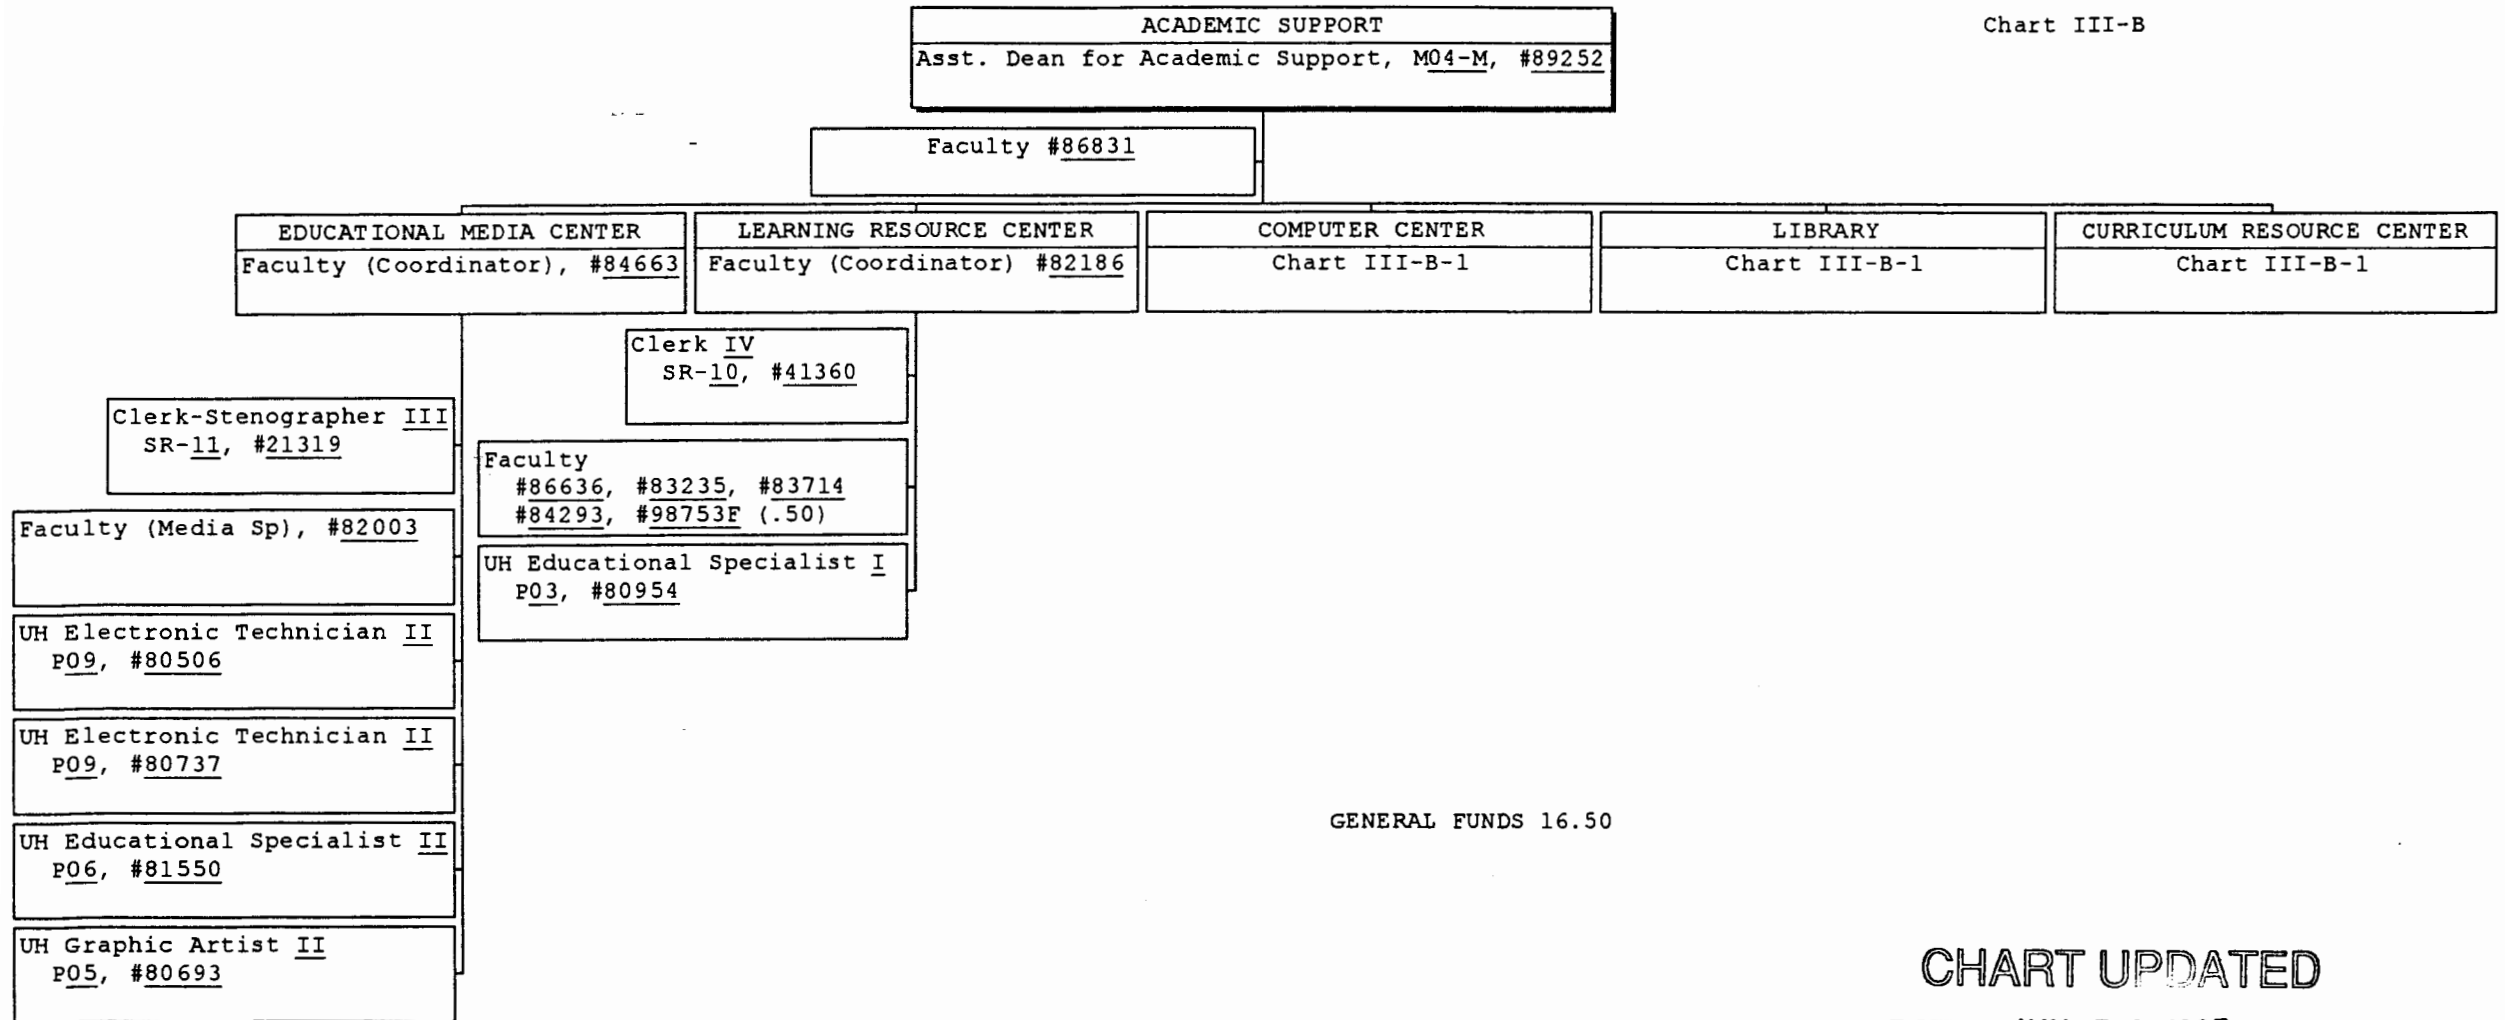 Chart III-B
ACADEMIC SUPPORT
Asst. Dean for Academic Support, M04-M, #89252
Faculty #86831
EDUCATIONAL MEDIA CENTER
Faculty (Coordinator), #84663
LEARNING RESOURCE CENTER
Faculty (Coordinator) #82186
COMPUTER CENTER
Chart III-B-1
LIBRARY
Chart III-B-1
CURRICULUM RESOURCE CENTER
Chart III-B-1
Clerk-Stenographer III
SR-11, #21319
Faculty (Media Sp), #82003
UH Electronic Technician II
P09, #80506
UH Electronic Technician II
P09, #80737
UH Educational Specialist II
P06, #81550
UH Graphic Artist II
P05, #80693
Clerk IV
SR-10, #41360
Faculty
#86636, #83235, #83714
#84293, #98753F (.50)
UH Educational Specialist I
P03, #80954
GENERAL FUNDS 16.50
CHART UPDATED